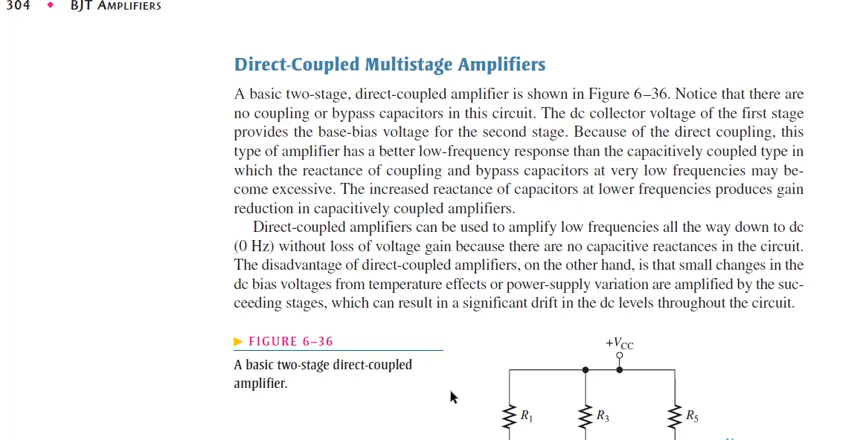 304 ◆ BJT AMPLIFIERS
Direct-Coupled Multistage Amplifiers
A basic two-stage, direct-coupled amplifier is shown in Figure 6–36. Notice that there are
no coupling or bypass capacitors in this circuit. The dc collector voltage of the first stage
provides the base-bias voltage for the second stage. Because of the direct coupling, this
type of amplifier has a better low-frequency response than the capacitively coupled type in
which the reactance of coupling and bypass capacitors at very low frequencies may be-
come excessive. The increased reactance of capacitors at lower frequencies produces gain
reduction in capacitively coupled amplifiers.
Direct-coupled amplifiers can be used to amplify low frequencies all the way down to dc
(0 Hz) without loss of voltage gain because there are no capacitive reactances in the circuit.
The disadvantage of direct-coupled amplifiers, on the other hand, is that small changes in the
dc bias voltages from temperature effects or power-supply variation are amplified by the suc-
ceeding stages, which can result in a significant drift in the dc levels throughout the circuit.
▶ FIGURE 6–36
A basic two-stage direct-coupled
amplifier.
+VCC
R1 R3 R5